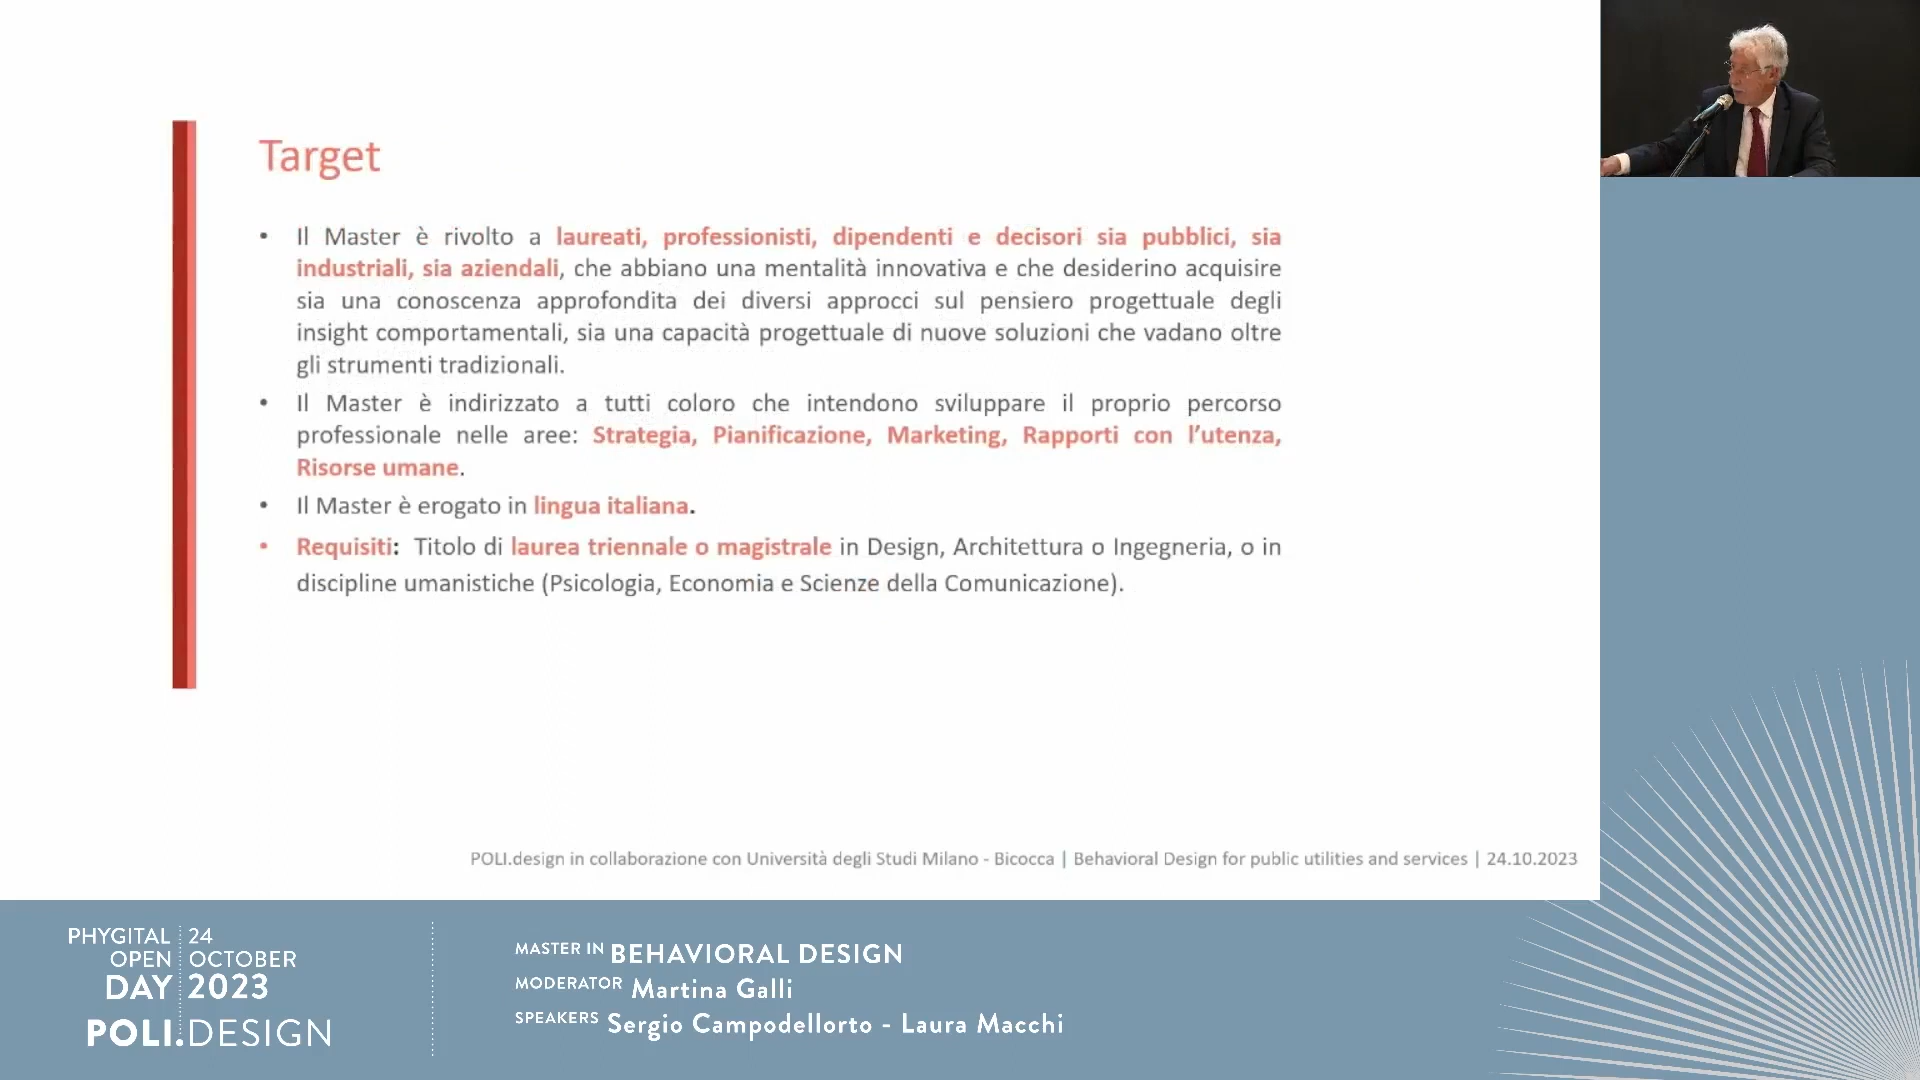 Target
• Il Master è rivolto a laureati, professionisti, dipendenti e decisori sia pubblici, sia
industriali, sia aziendali, che abbiano una mentalità innovativa e che desiderino acquisire
sia una conoscenza approfondita dei diversi approcci sul pensiero progettuale degli
insight comportamentali, sia una capacità progettuale di nuove soluzioni che vadano oltre
gli strumenti tradizionali.
• Il Master è indirizzato a tutti coloro che intendono sviluppare il proprio percorso
professionale nelle aree: Strategia, Pianificazione, Marketing, Rapporti con l’utenza,
Risorse umane.
• Il Master è erogato in lingua italiana.
• Requisiti: Titolo di laurea triennale o magistrale in Design, Architettura o Ingegneria, o in
discipline umanistiche (Psicologia, Economia e Scienze della Comunicazione).
POLI.design in collaborazione con Università degli Studi Milano - Bicocca | Behavioral Design for public utilities and services | 24.10.2023
PHYGITAL 24
OPEN OCTOBER
DAY 2023
POLI.DESIGN
MASTER IN BEHAVIORAL DESIGN
MODERATOR Martina Galli
SPEAKERS Sergio Campodellorto - Laura Macchi